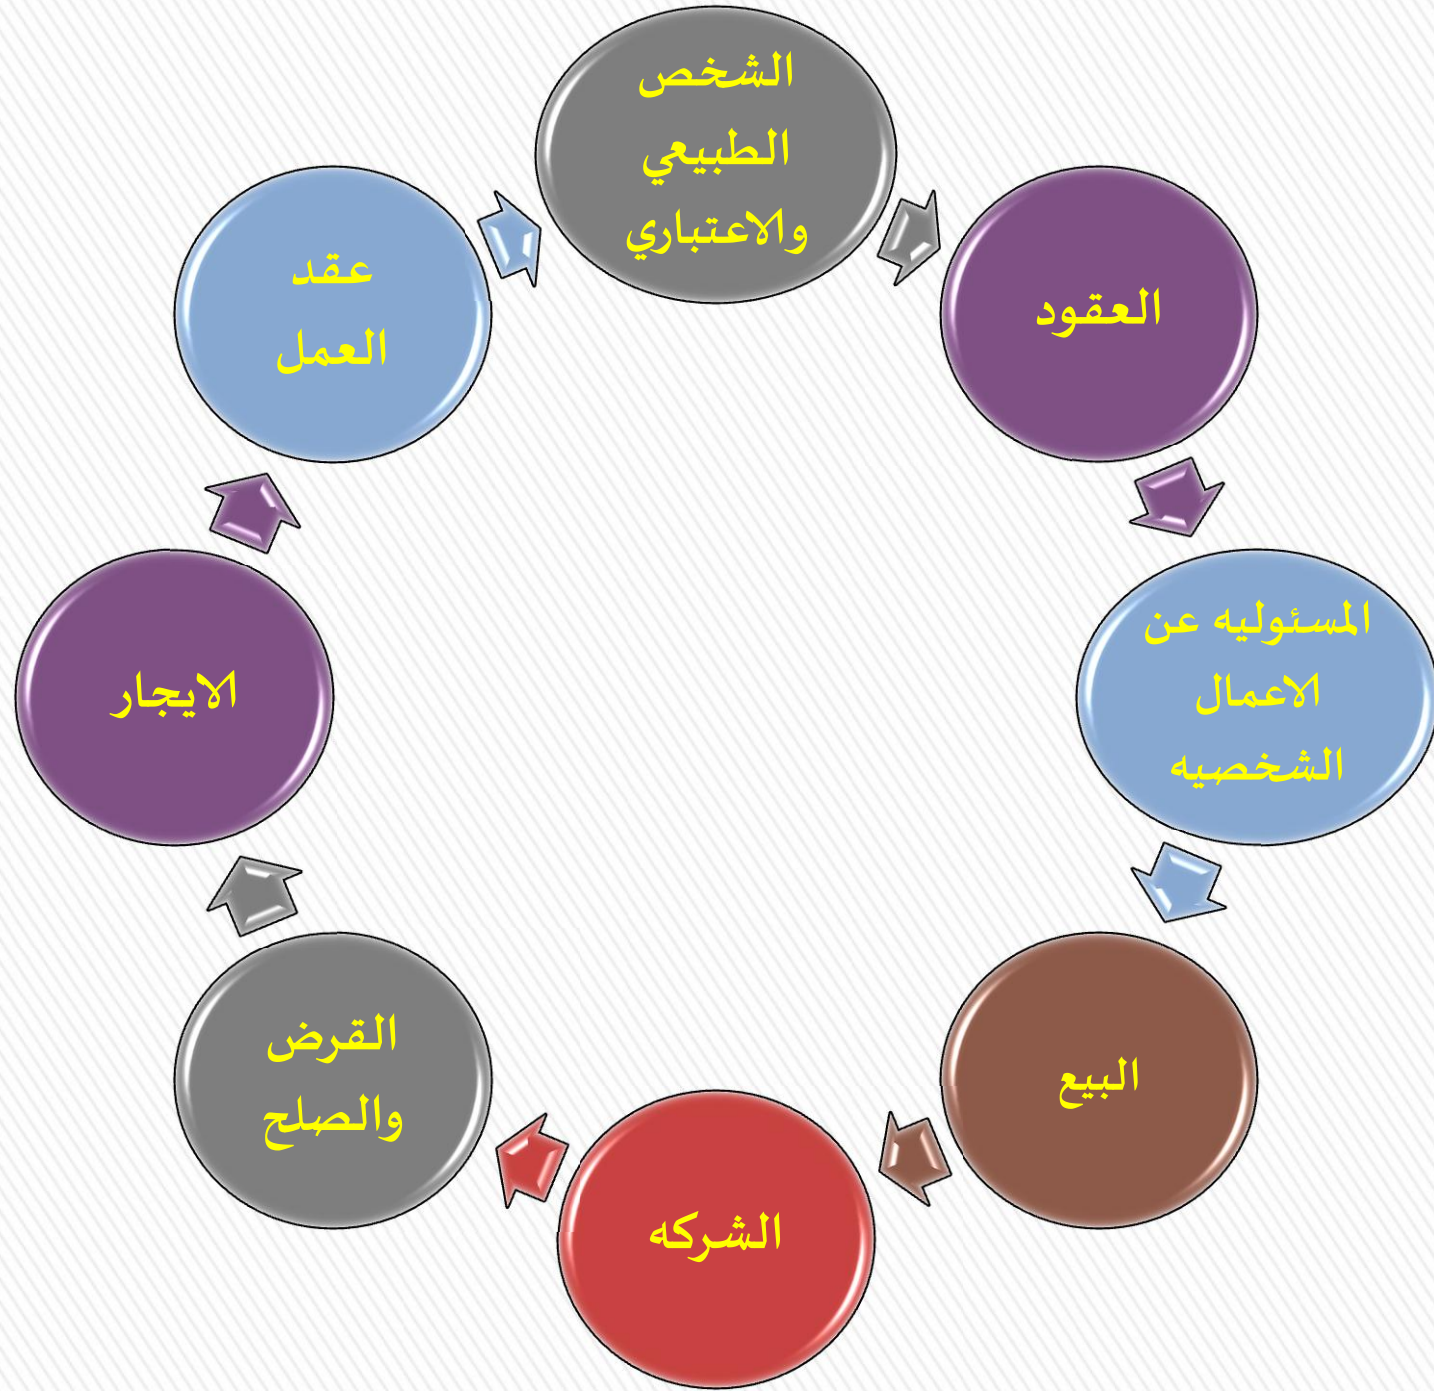 الشخص
الطبيعي
والاعتباري
العقود
المسئوليه عن
الاعمال
الشخصيه
البيع
الشركه
القرض
والصلح
الايجار
عقد
العمل